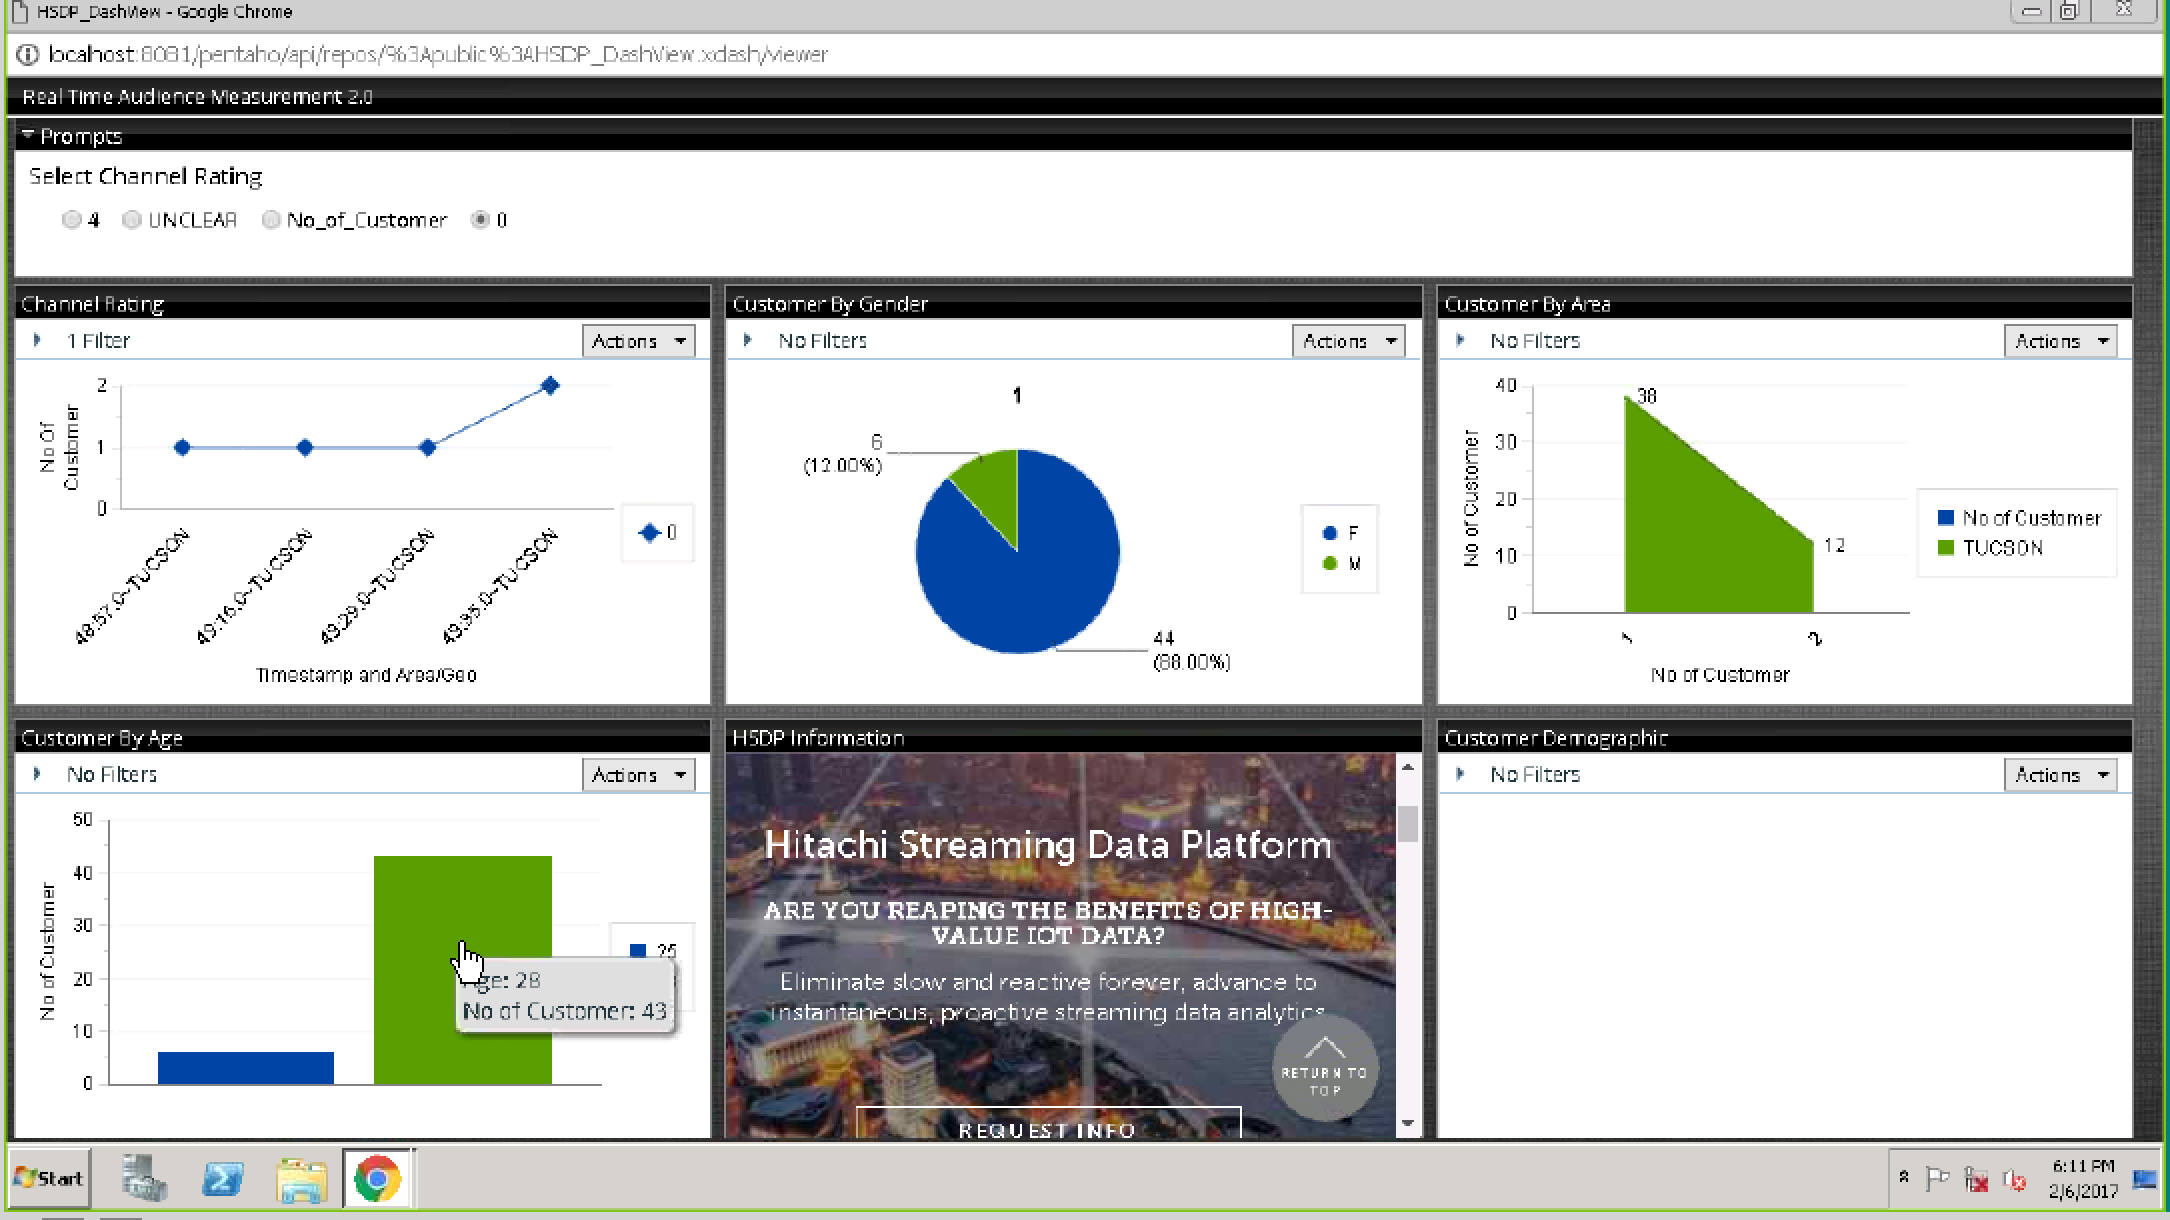 HSDP_DashView - Google Chrome
localhost:8081/pentaho/api/repos/%3Apublic%3AHSDP_DashView.xdash/viewer
Real Time Audience Measurement 2.0
Prompts
Select Channel Rating
4 UNCLEAR No_of_Customer 0
Channel Rating
1 Filter Actions
2
1
0
No Of
Customer
48:57.0~TUCSON 49:16.0~TUCSON 49:29.0~TUCSON 49:35.0~TUCSON
Timestamp and Area/Geo
0
Customer By Gender
No Filters Actions
1
6
(12.00%)
44
(88.00%)
F
M
Customer By Area
No Filters Actions
40
30
20
10
0
No of Customer
38
12
1 2
No of Customer
No of Customer
TUCSON
Customer By Age
No Filters Actions
50
40
30
20
10
0
No of Customer
Age: 28
No of Customer: 43
HSDP Information
Hitachi Streaming Data Platform
ARE YOU REAPING THE BENEFITS OF HIGH-
VALUE IOT DATA?
Eliminate slow and reactive forever, advance to
instantaneous, proactive streaming data analytics
RETURN TO
TOP
REQUEST INFO
Customer Demographic
No Filters Actions
Start
6:11 PM
2/6/2017